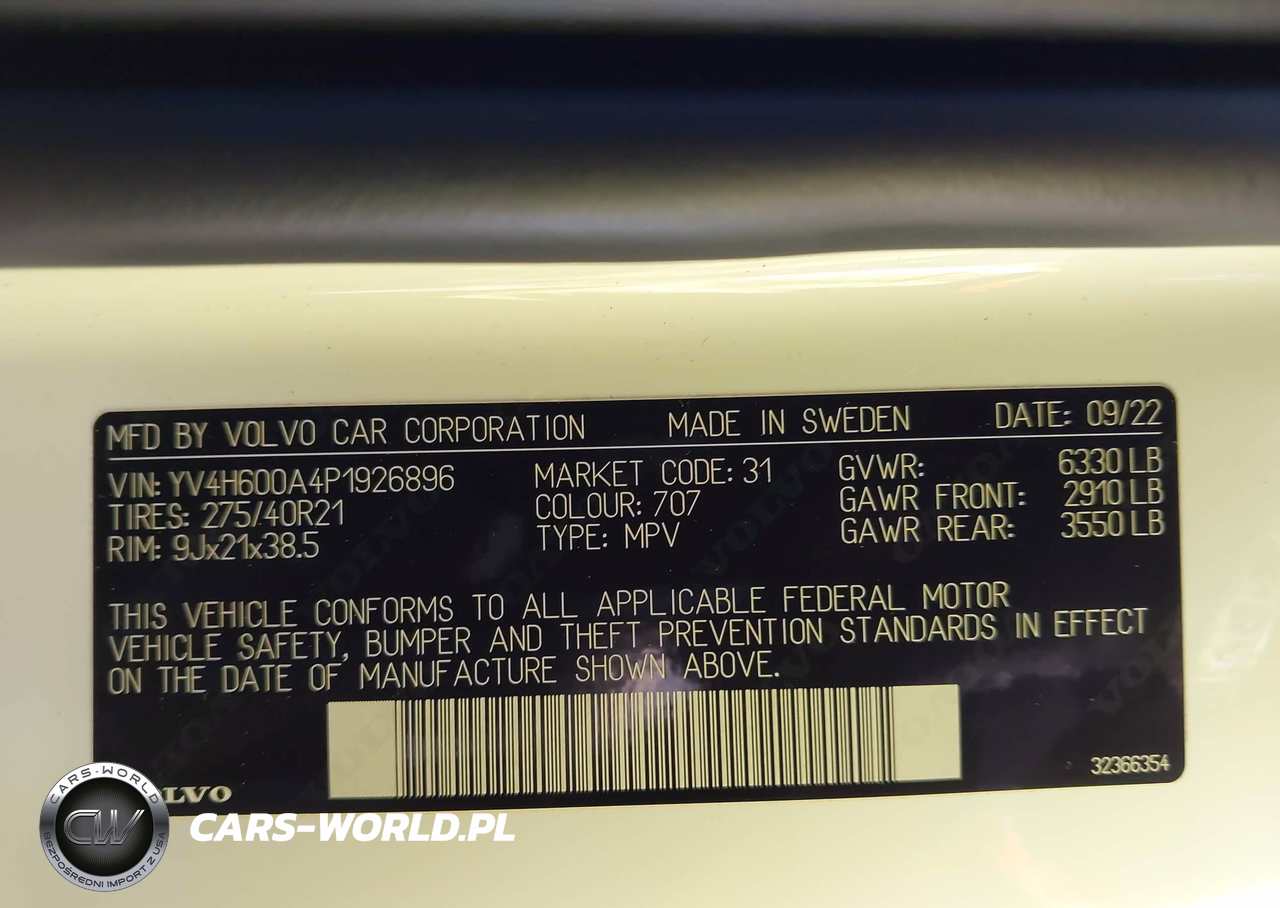 MFD BY VOLVO CAR CORPORATION MADE IN SWEDEN DATE: 09/22
VIN: YV4H600A4P1926896 MARKET CODE: 31 GVWR: 6330 LB
TIRES: 275/40R21 COLOUR: 707 GAWR FRONT: 2910 LB
RIM: 9Jx21x38.5 TYPE: MPV GAWR REAR: 3550 LB
THIS VEHICLE CONFORMS TO ALL APPLICABLE FEDERAL MOTOR
VEHICLE SAFETY, BUMPER AND THEFT PREVENTION STANDARDS IN EFFECT
ON THE DATE OF MANUFACTURE SHOWN ABOVE.
32366354
LVO
CARS-WORLD
CW
BEZPOŚREDNI IMPORT Z USA
CARS-WORLD.PL